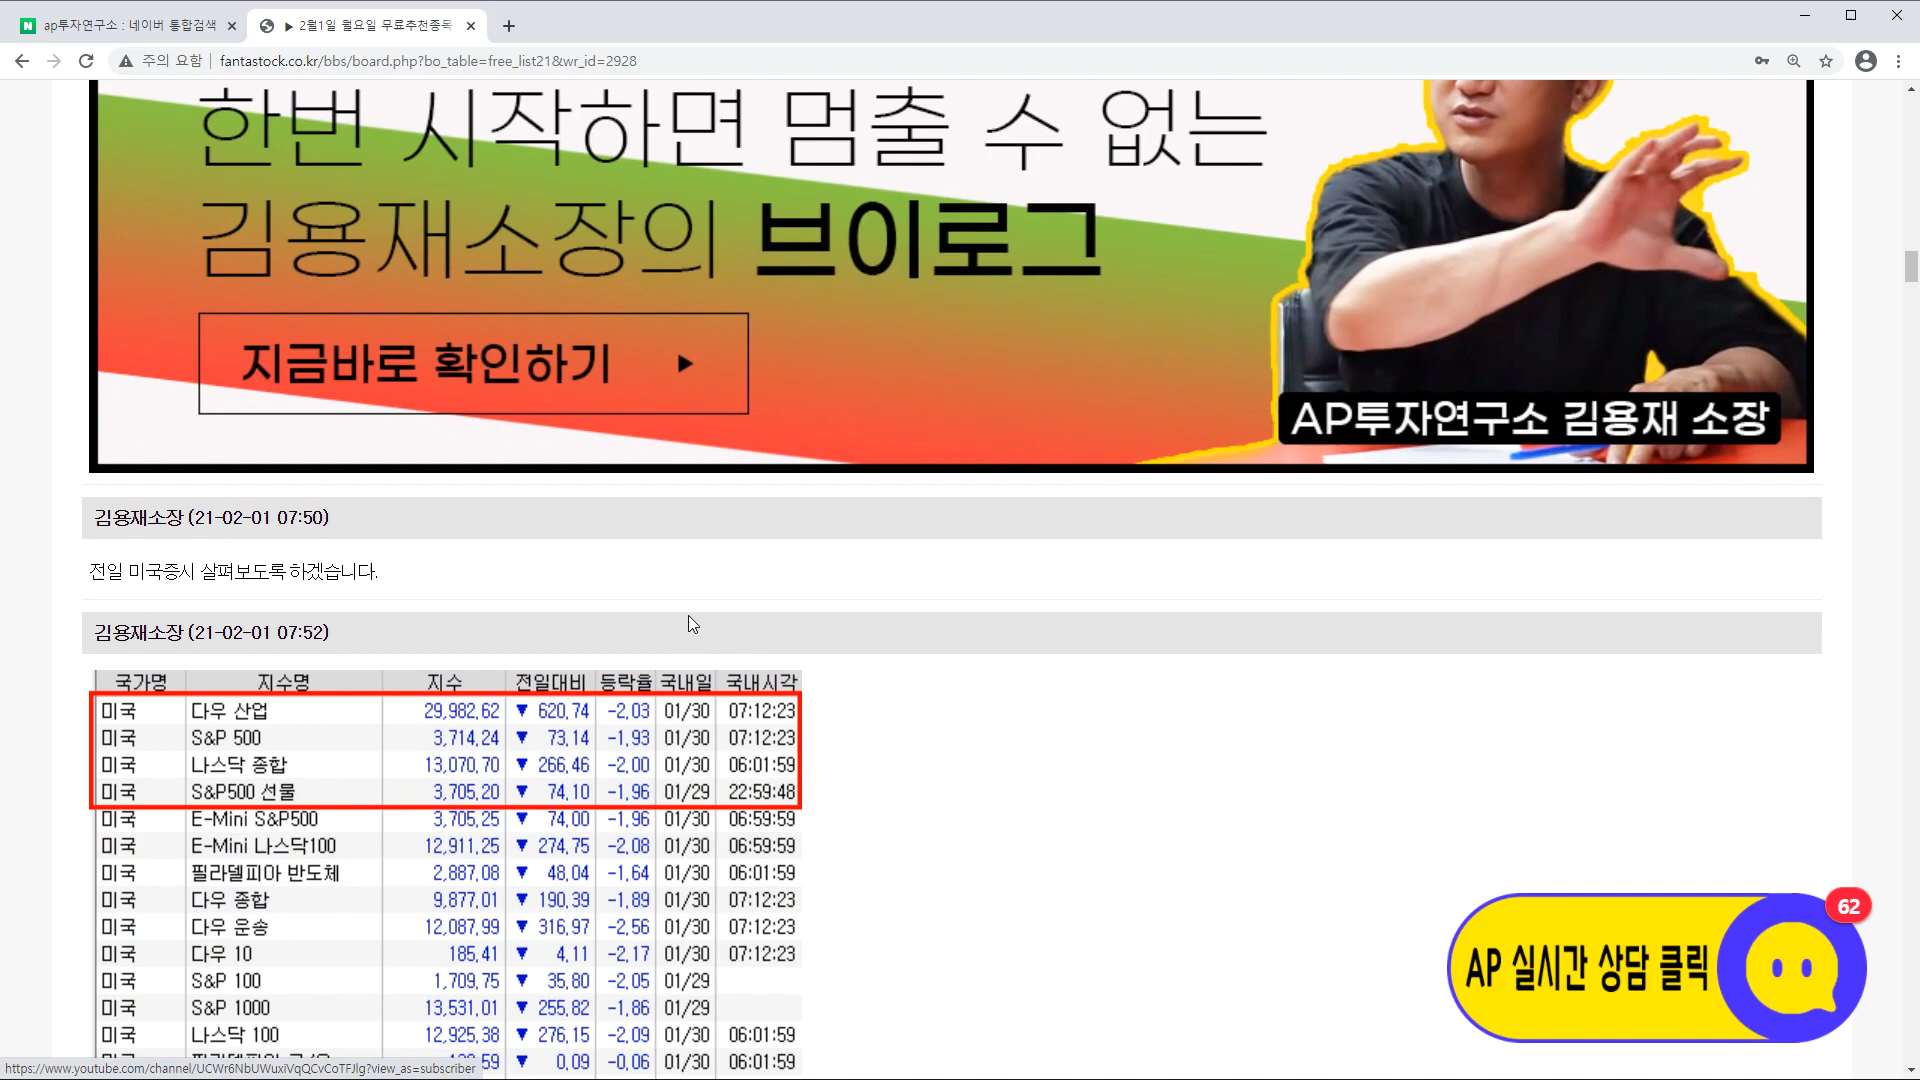 ap투자연구소 : 네이버 통합검색
▶ 2월1일 월요일 무료추천종목
주의 요함 | fantastock.co.kr/bbs/board.php?bo_table=free_list21&wr_id=2928
한번 시작하면 멈출 수 없는
김용재소장의 브이로그
지금바로 확인하기 ▶
AP투자연구소 김용재 소장
김용재소장 (21-02-01 07:50)
전일 미국증시 살펴보도록 하겠습니다.
김용재소장 (21-02-01 07:52)
국가명 지수명 지수 전일대비 등락율 국내일 국내시각
미국 다우 산업 29,982,62 ▼ 620,74 -2,03 01/30 07:12:23
미국 S&P 500 3,714,24 ▼ 73,14 -1,93 01/30 07:12:23
미국 나스닥 종합 13,070,70 ▼ 266,46 -2,00 01/30 06:01:59
미국 S&P500 선물 3,705,20 ▼ 74,10 -1,96 01/29 22:59:48
미국 E-Mini S&P500 3,705,25 ▼ 74,00 -1,96 01/30 06:59:59
미국 E-Mini 나스닥100 12,911,25 ▼ 274,75 -2,08 01/30 06:59:59
미국 필라델피아 반도체 2,887,08 ▼ 48,04 -1,64 01/30 06:01:59
미국 다우 종합 9,877,01 ▼ 190,39 -1,89 01/30 07:12:23
미국 다우 운송 12,087,99 ▼ 316,97 -2,56 01/30 07:12:23
미국 다우 10 185,41 ▼ 4,11 -2,17 01/30 07:12:23
미국 S&P 100 1,709,75 ▼ 35,80 -2,05 01/29
미국 S&P 1000 13,531,01 ▼ 255,82 -1,86 01/29
미국 나스닥 100 12,925,38 ▼ 276,15 -2,09 01/30 06:01:59
▼ 0,09 -0,06 01/30 06:01:59
62
AP 실시간 상담 클릭
https://www.youtube.com/channel/UCWr6NbUWuxiVqQCvCoTFJlg?view_as=subscriber